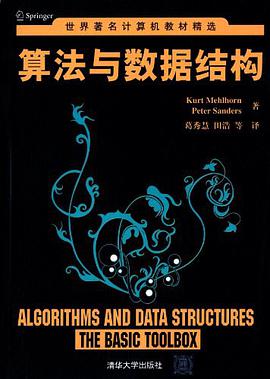 Springer
世界著名计算机教材精选
算法与数据结构
Kurt Mehlhorn
Peter Sanders 著
葛秀慧 田浩 等 译
ALGORITHMS AND DATA STRUCTURES
THE BASIC TOOLBOX
清华大学出版社